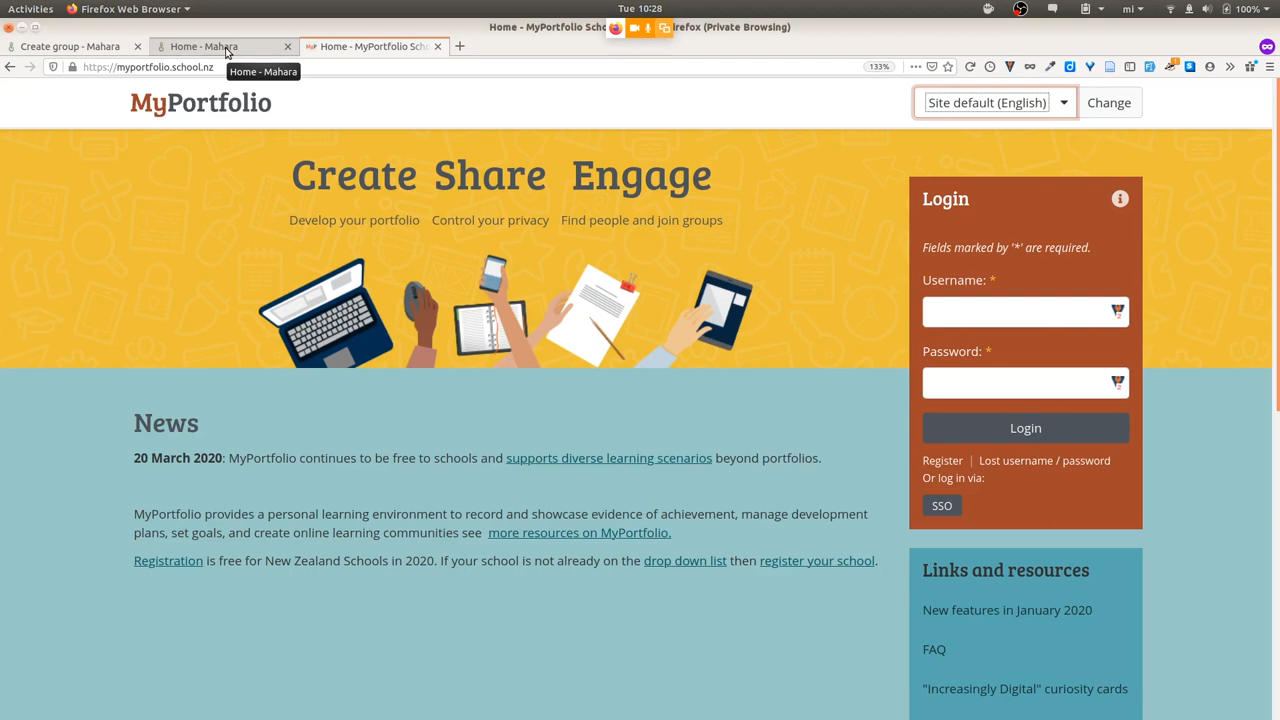 Activities Firefox Web Browser Tue 10:28 mi 100%
Home - MyPortfolio Scho refox (Private Browsing)
Create group - Mahara Home - Mahara Home - MyPortfolio Sch
https://myportfolio.school.nz 133%
Home - Mahara
MyPortfolio
Site default (English) Change
Create Share Engage
Develop your portfolio Control your privacy Find people and join groups
Login
Fields marked by '*' are required.
Username: *
Password: *
Login
Register | Lost username / password
Or log in via:
SSO
News
20 March 2020: MyPortfolio continues to be free to schools and supports diverse learning scenarios beyond portfolios.
MyPortfolio provides a personal learning environment to record and showcase evidence of achievement, manage development
plans, set goals, and create online learning communities see more resources on MyPortfolio.
Registration is free for New Zealand Schools in 2020. If your school is not already on the drop down list then register your school.
Links and resources
New features in January 2020
FAQ
"Increasingly Digital" curiosity cards